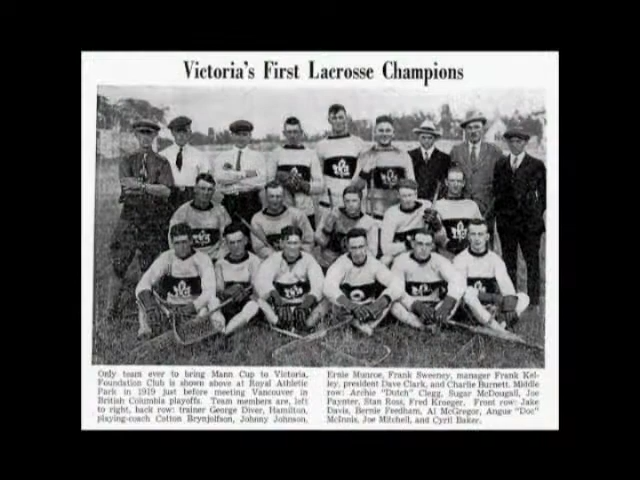 Victoria's First Lacrosse Champions
Only team ever to bring Mann Cup to Victoria,
Foundation Club is shown above at Royal Athletic
Park in 1919 just before meeting Vancouver in
British Columbia playoffs. Team members are, left
to right, back row: trainer George Diver, Hamilton,
playing-coach Cotton Brynjolfson, Johnny Johnson,
Ernie Munroe, Frank Sweeney, manager Frank Kel-
ley, president Dave Clark, and Charlie Burnett. Middle
row: Archie "Dutch" Clegg, Sugar McDougall, Joe
Paynter, Stan Ross, Fred Kroeger. Front row: Jake
Davis, Bernie Feedham, Al McGregor, Angus "Doc"
McInnis, Joe Mitchell, and Cyril Baker.